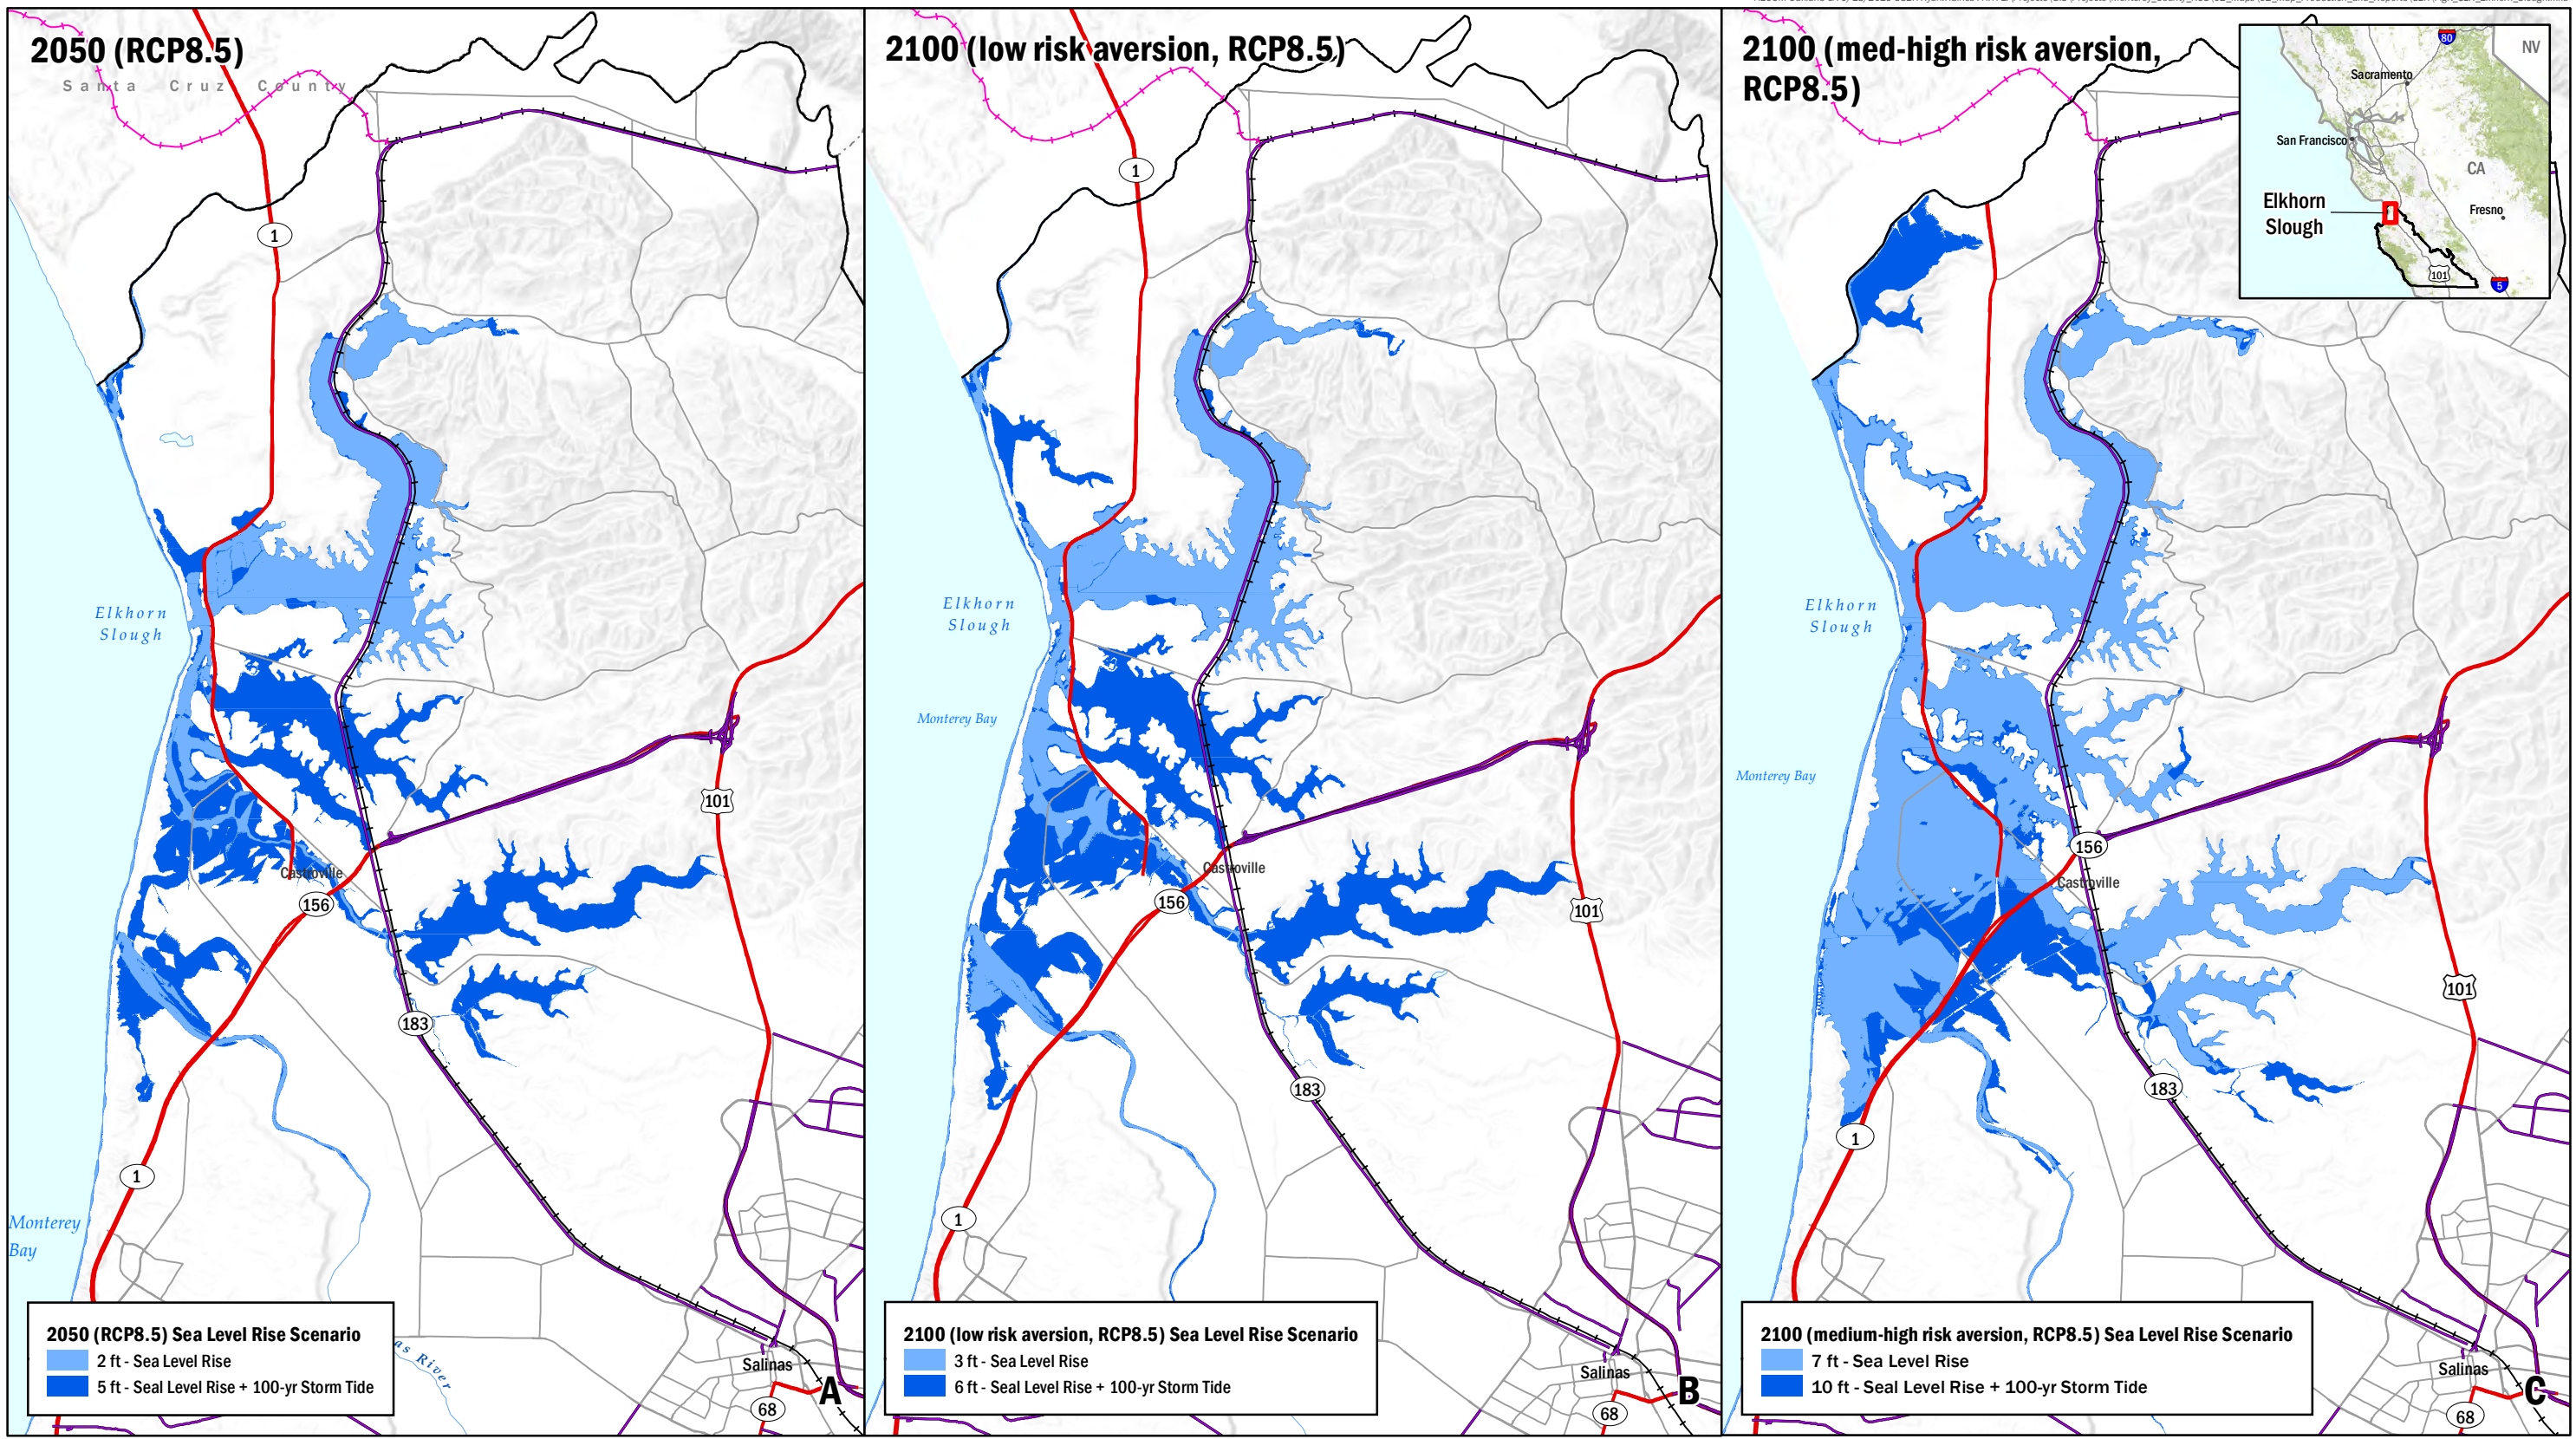 2050 (RCP8.5)
Santa Cruz County
1
Elkhorn
Slough
101
Castroville
156
183
1
Monterey
Bay
2050 (RCP8.5) Sea Level Rise Scenario
2 ft - Sea Level Rise
5 ft - Seal Level Rise + 100-yr Storm Tide
as River
Salinas
A
68
2100 (low risk aversion, RCP8.5)
1
Elkhorn
Slough
Monterey Bay
Castroville
156
101
183
1
2100 (low risk aversion, RCP8.5) Sea Level Rise Scenario
3 ft - Sea Level Rise
6 ft - Seal Level Rise + 100-yr Storm Tide
Salinas
B
68
2100 (med-high risk aversion,
RCP8.5)
80
NV
Sacramento
San Francisco
CA
Elkhorn
Slough
Fresno
101
5
Elkhorn
Slough
Monterey Bay
156
Castroville
101
183
1
2100 (medium-high risk aversion, RCP8.5) Sea Level Rise Scenario
7 ft - Sea Level Rise
10 ft - Seal Level Rise + 100-yr Storm Tide
Salinas
C
68